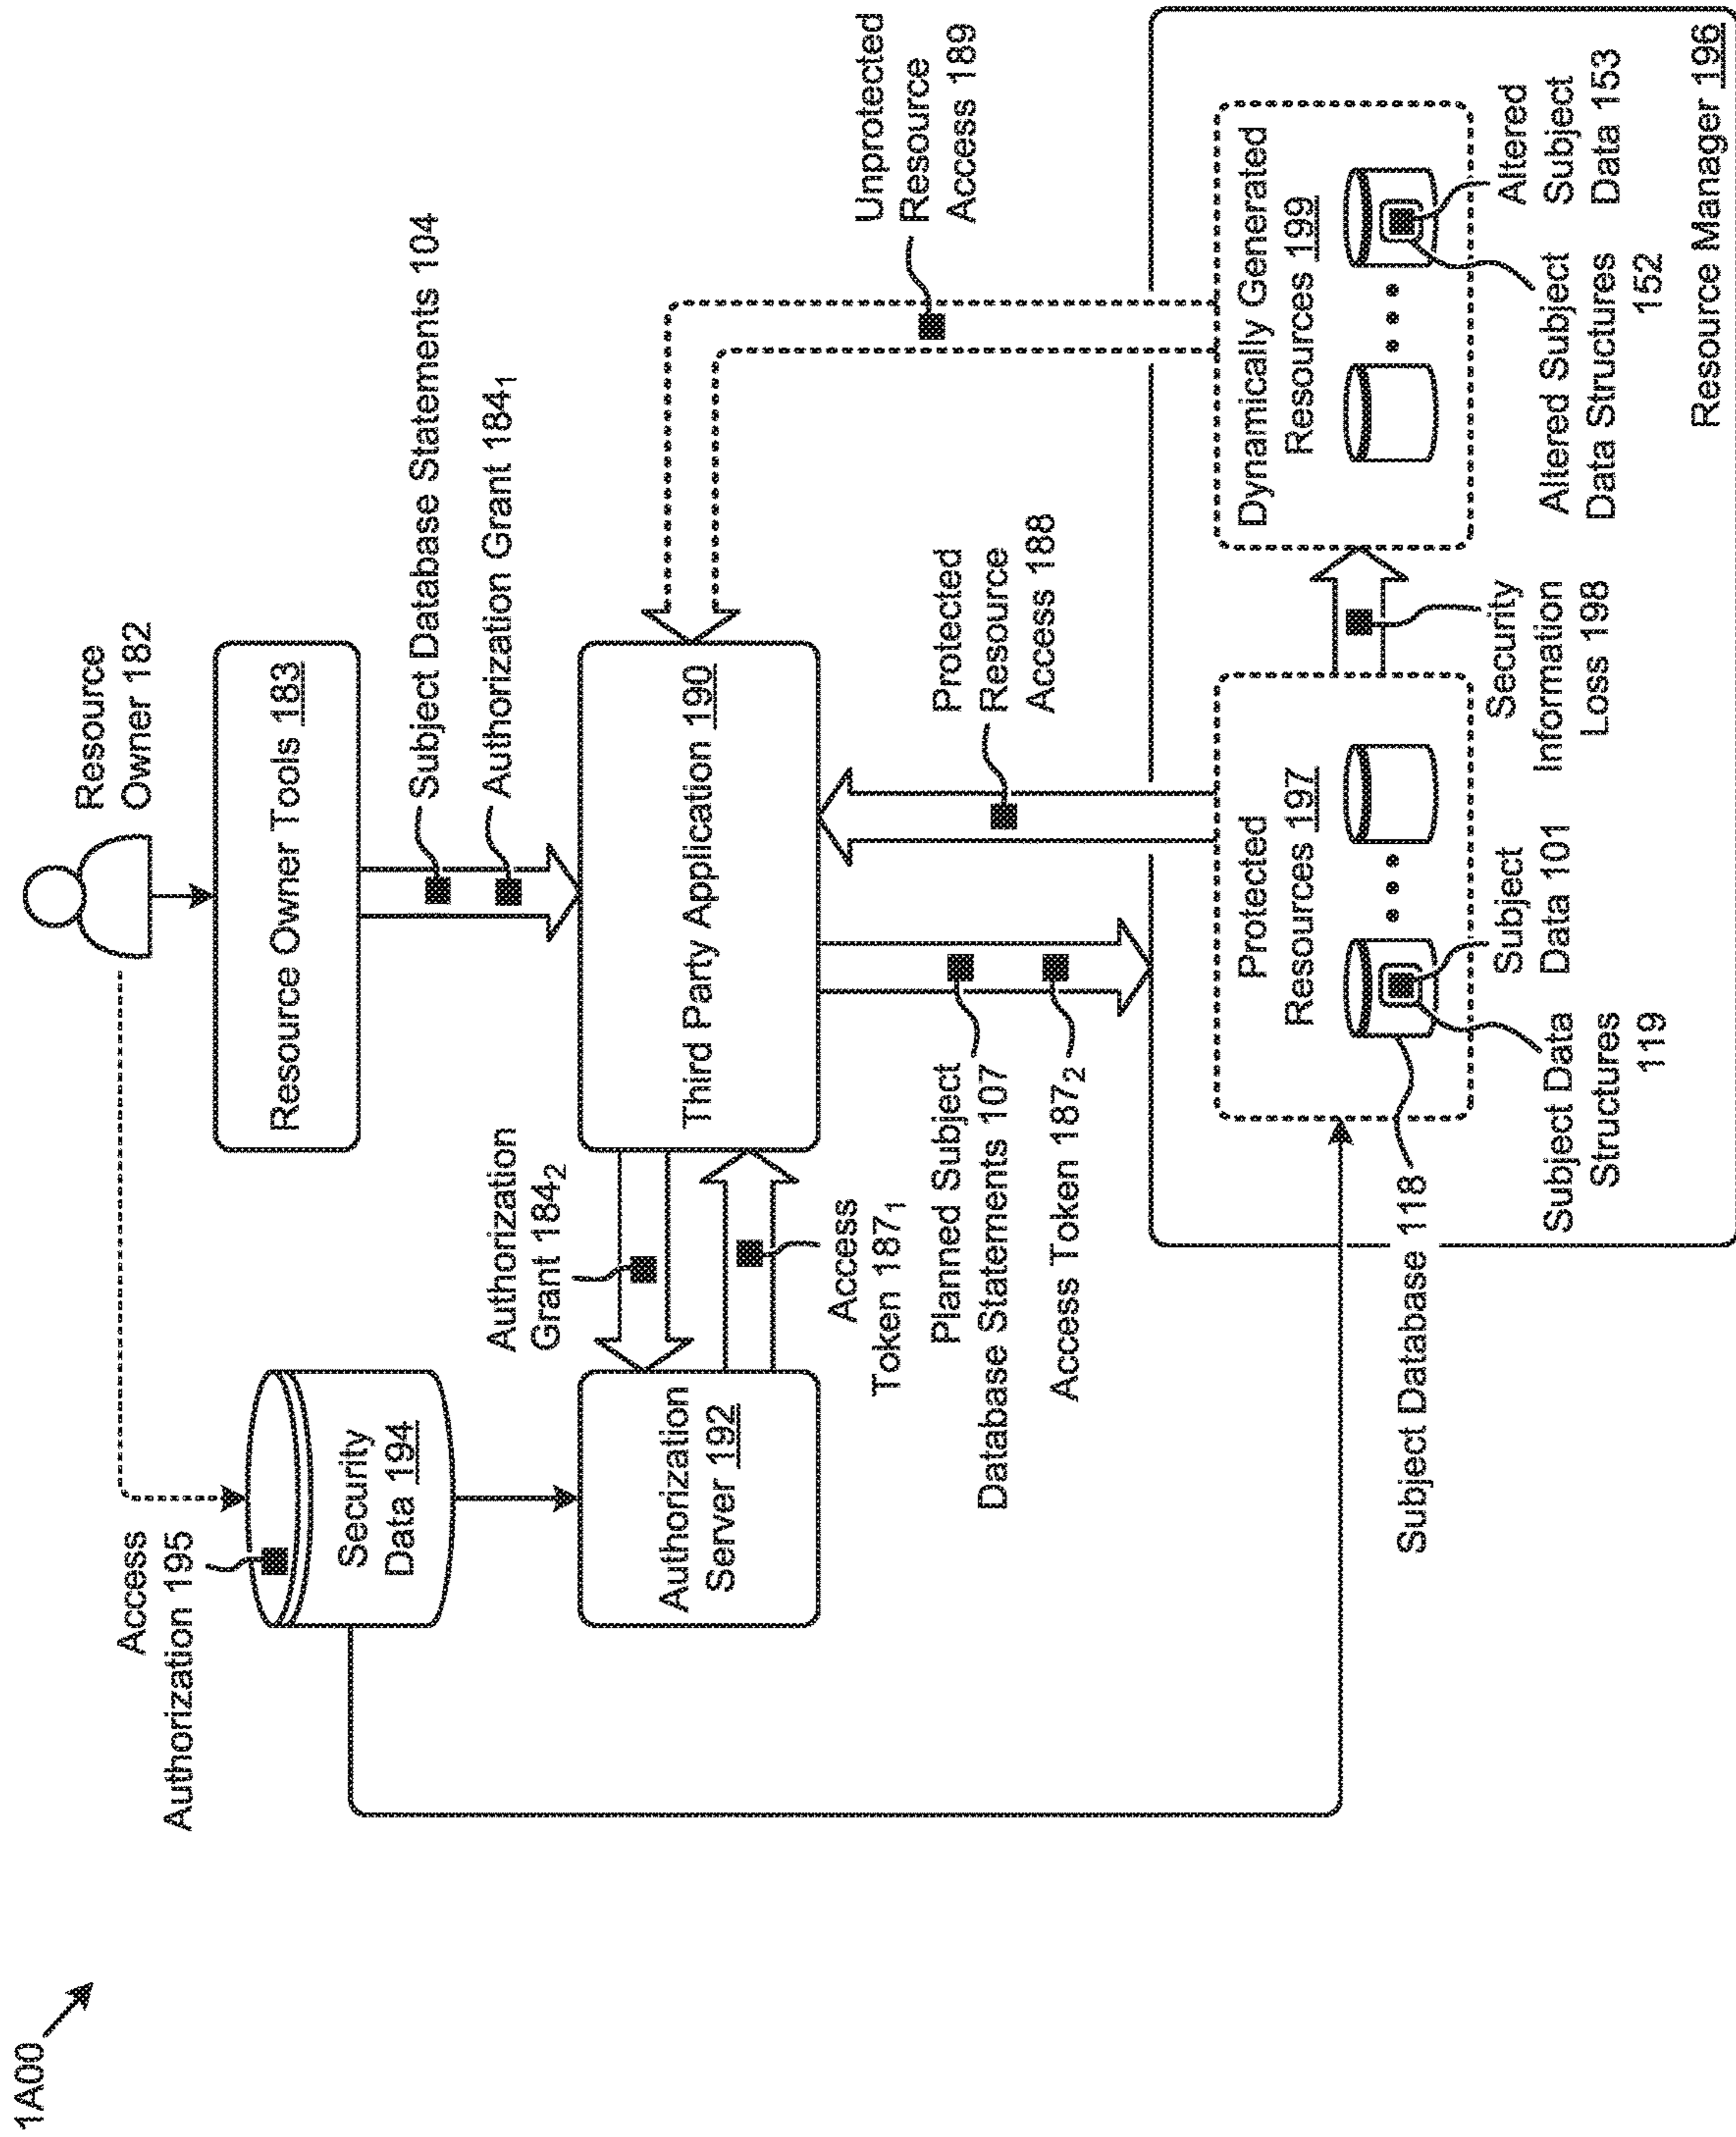 1A00
Resource
Owner 182
Access
Authorization 195
Security
Data 194
Resource Owner Tools 183
Subject Database Statements 104
Authorization Grant 184₁
Authorization
Grant 184₂
Authorization
Server 192
Third Party Application 190
Access
Token 187₁
Planned Subject
Database Statements 107
Access Token 187₂
Protected
Resource
Access 188
Unprotected
Resource
Access 189
Protected
Resources 197
Dynamically Generated
Resources 199
Subject Database 118
Subject Data
Structures
119
Subject
Data 101
Security
Information
Loss 198
Altered Subject
Data Structures
152
Altered
Subject
Data 153
Resource Manager 196